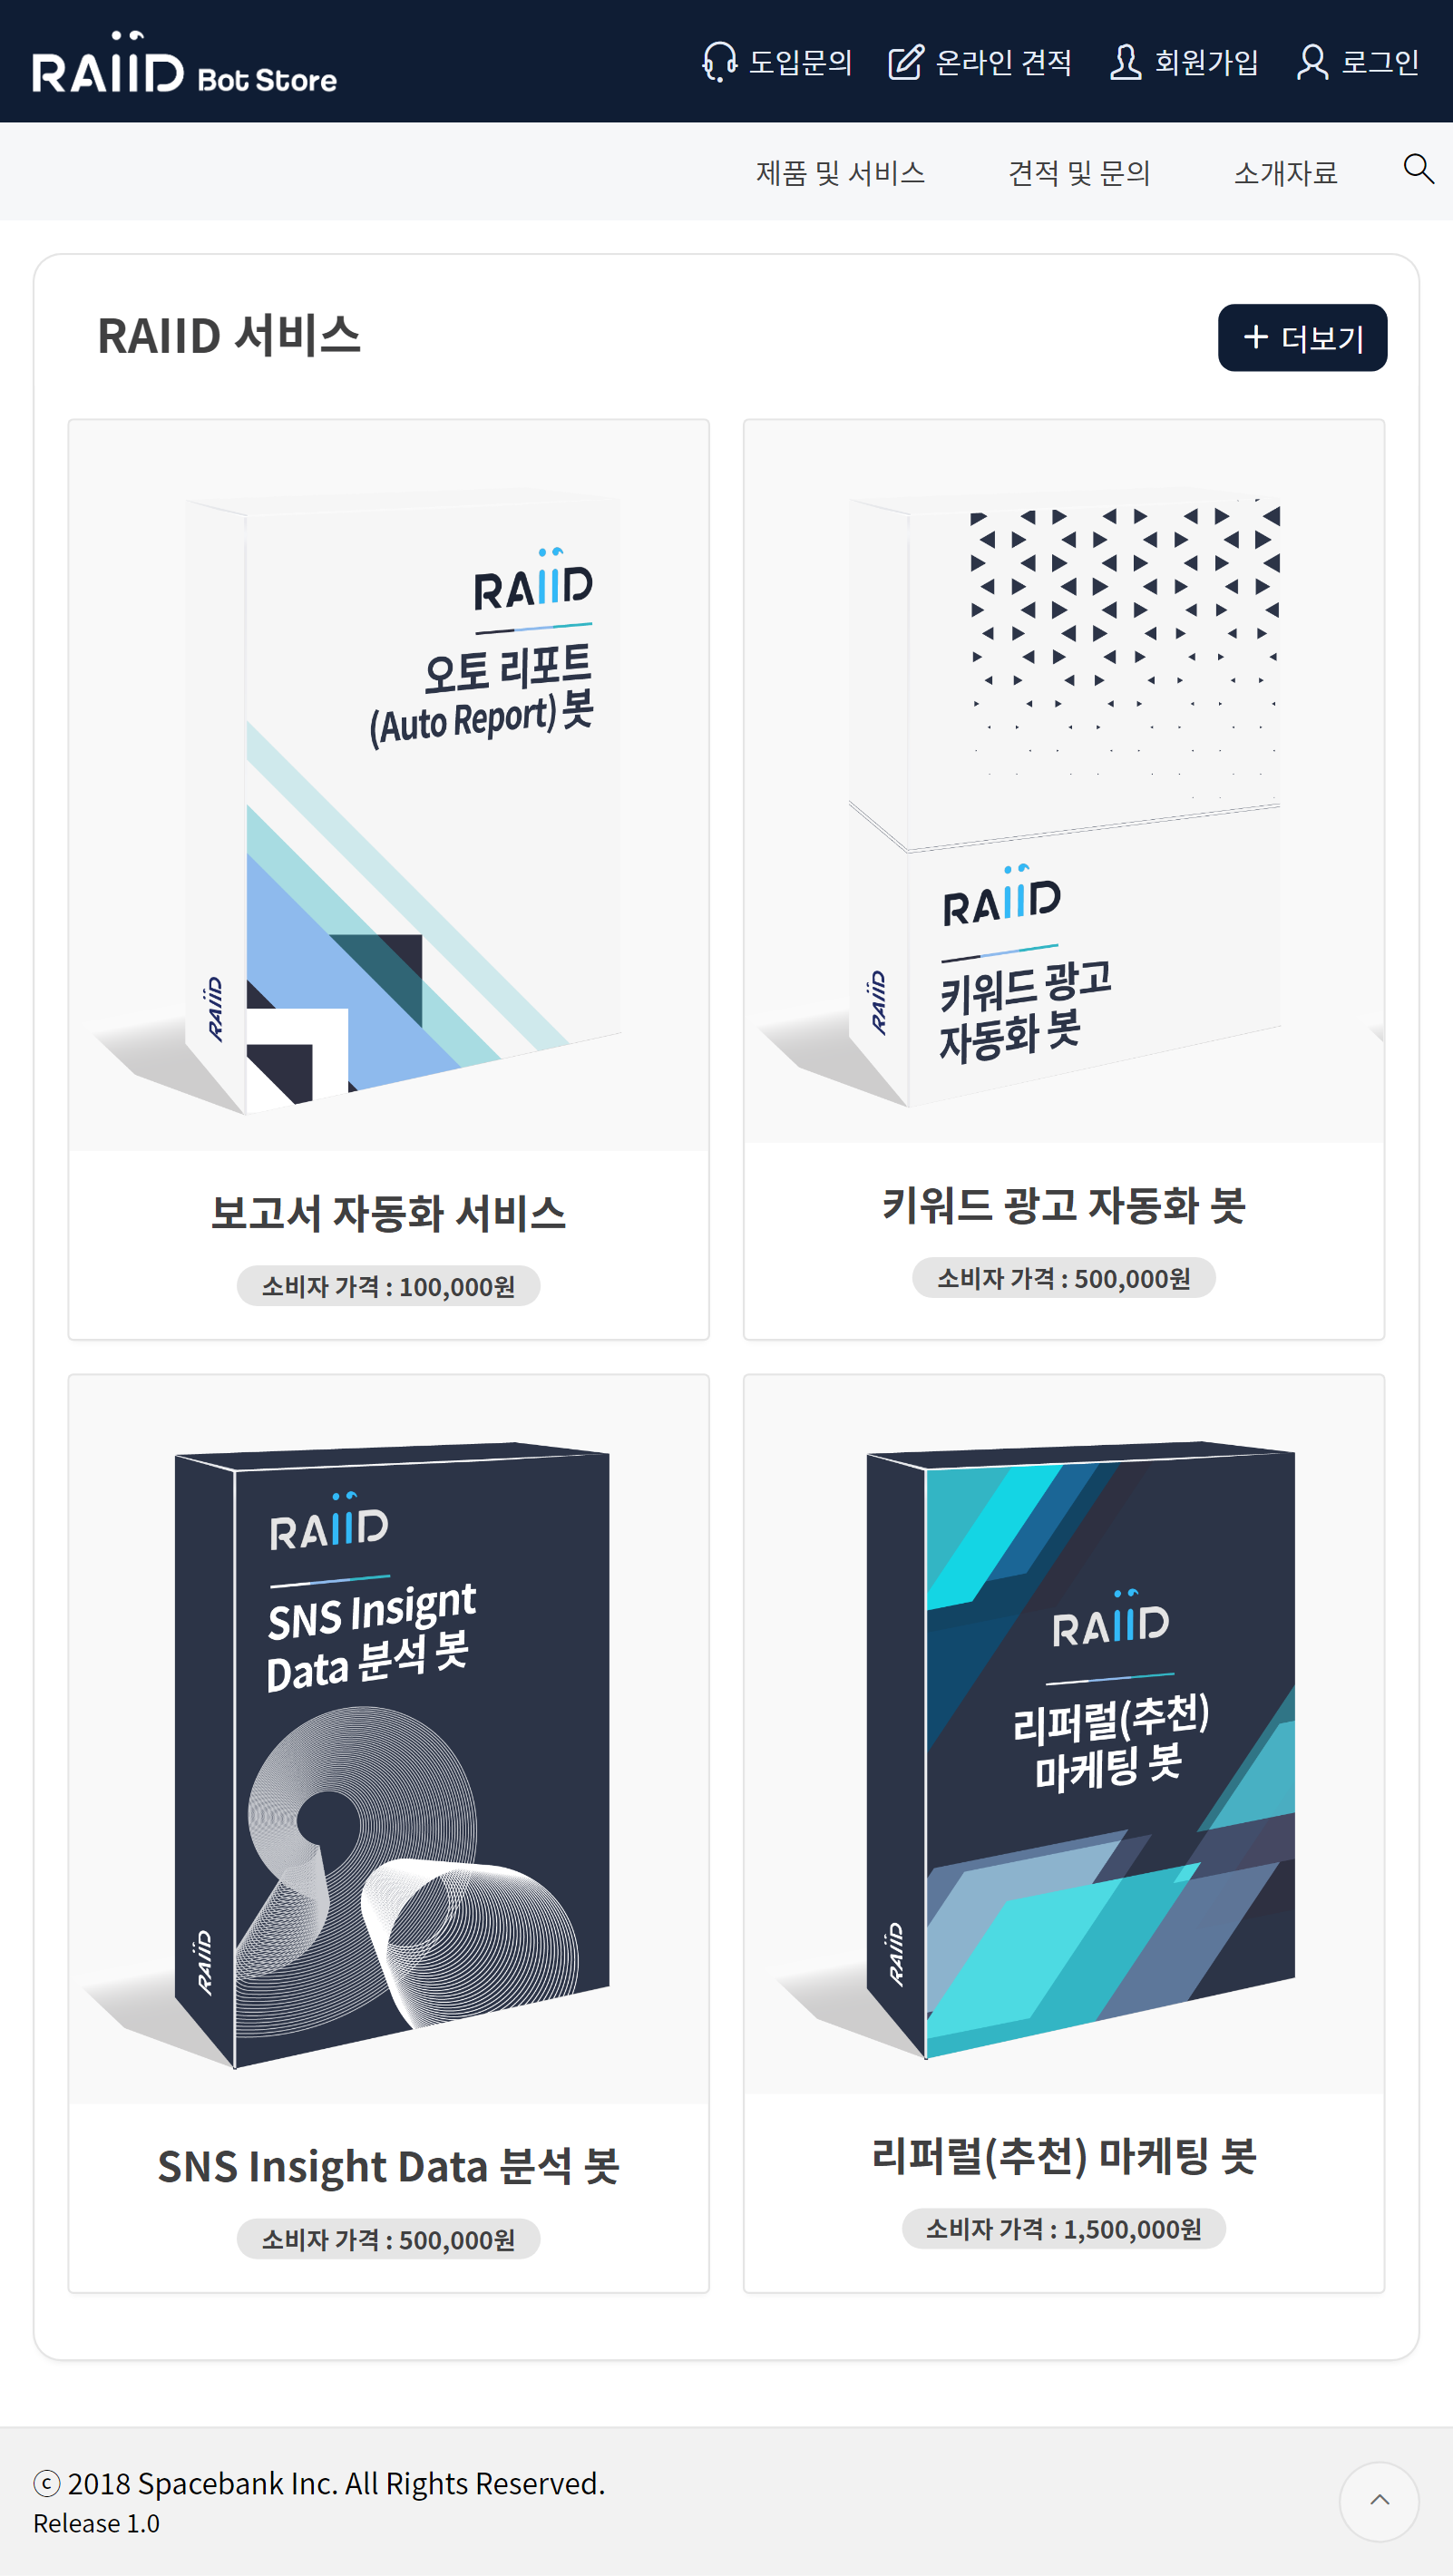 RAIID Bot Store
도입문의
온라인 견적
회원가입
로그인
제품 및 서비스
견적 및 문의
소개자료
RAIID 서비스
+ 더보기
RAIID
오토 리포트
(Auto Report) 봇
RAIID
보고서 자동화 서비스
소비자 가격 : 100,000원
RAIID
키워드 광고
자동화 봇
RAIID
키워드 광고 자동화 봇
소비자 가격 : 500,000원
RAIID
SNS Insignt
Data 분석 봇
RAIID
SNS Insight Data 분석 봇
소비자 가격 : 500,000원
RAIID
리퍼럴(추천)
마케팅 봇
RAIID
리퍼럴(추천) 마케팅 봇
소비자 가격 : 1,500,000원
ⓒ 2018 Spacebank Inc. All Rights Reserved.
Release 1.0